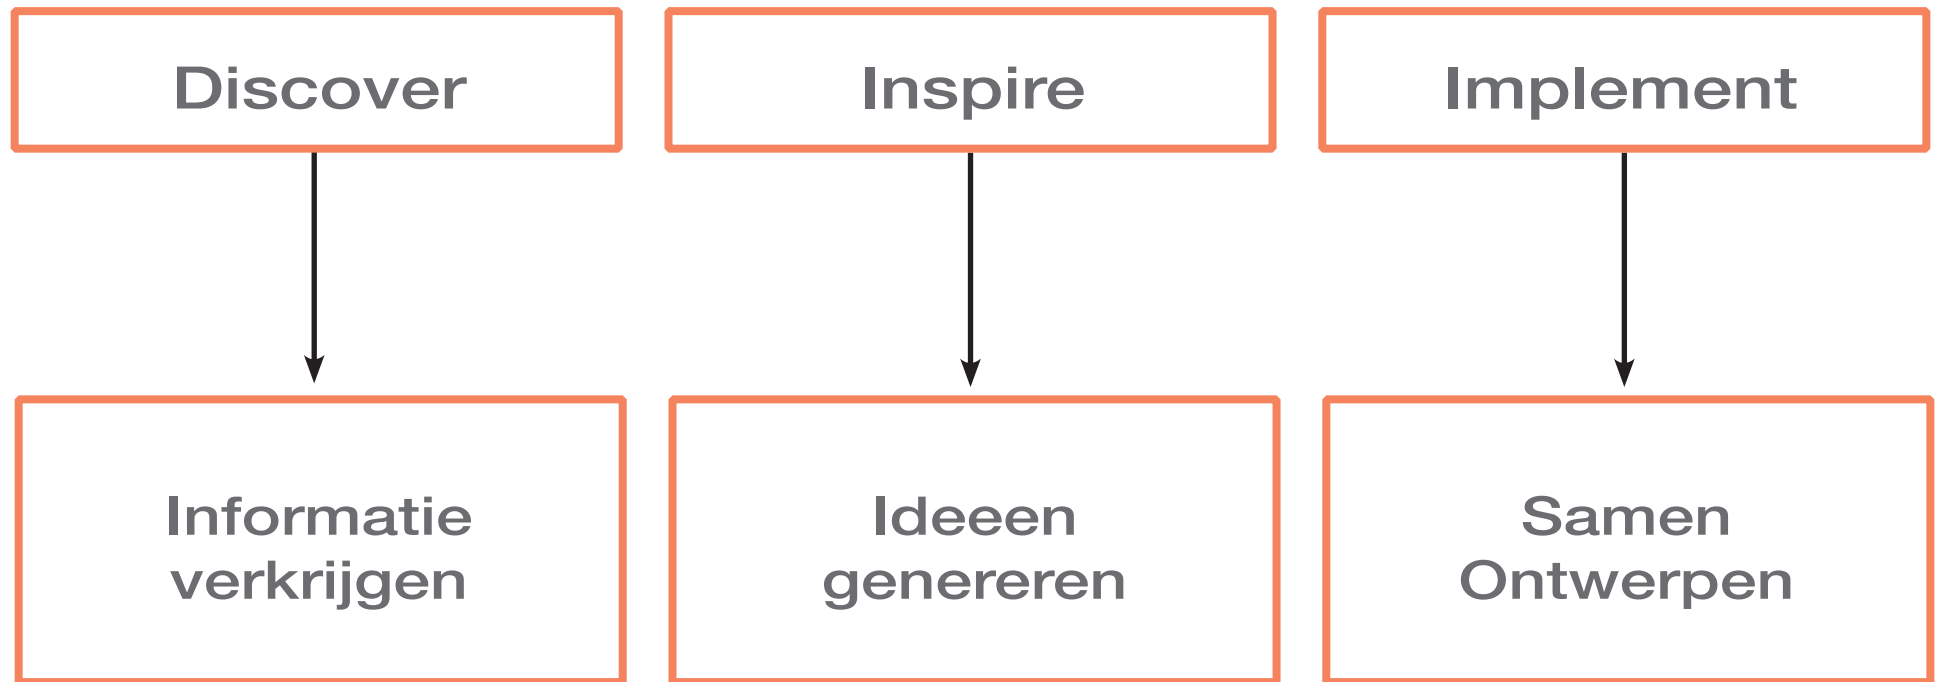 Discover
Inspire
Implement
Informatie
verkrijgen
Ideeen
genereren
Samen
Ontwerpen